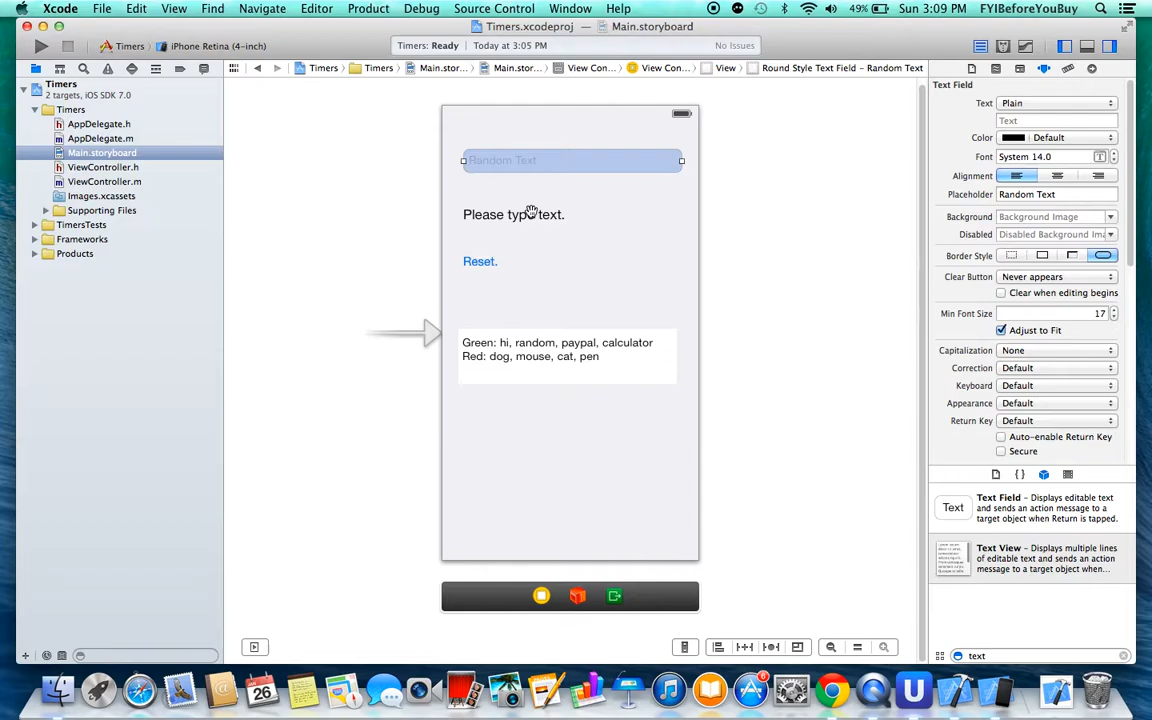 Xcode File Edit View Find Navigate Editor Product Debug Source Control Window Help 49% Sun 3:09 PM FYIBeforeYouBuy
Timers.xcodeproj — Main.storyboard
Timers iPhone Retina (4-inch) Timers: Ready Today at 3:05 PM No Issues
Timers Timers Main.stor... Main.stor... View Con... View Con... View Round Style Text Field - Random Text
Timers
2 targets, iOS SDK 7.0
Timers
AppDelegate.h
AppDelegate.m
Main.storyboard
ViewController.h
ViewController.m
Images.xcassets
Supporting Files
TimersTests
Frameworks
Products
Random Text
Please type text.
Reset.
Green: hi, random, paypal, calculator
Red: dog, mouse, cat, pen
Text Field
Text Plain
Text
Color Default
Font System 14.0
Alignment
Placeholder Random Text
Background Background Image
Disabled Disabled Background Ima
Border Style
Clear Button Never appears
Clear when editing begins
Min Font Size 17
Adjust to Fit
Capitalization None
Correction Default
Keyboard Default
Appearance Default
Return Key Default
Auto-enable Return Key
Secure
Text
Text Field - Displays editable text
and sends an action message to a
target object when Return is tapped.
Text View - Displays multiple lines
of editable text and sends an action
message to a target object when...
text
JAN
26
6
U